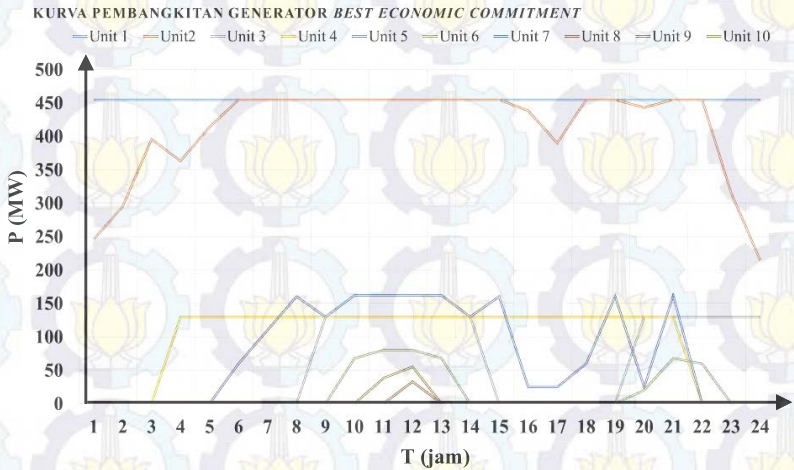 KURVA PEMBANGKITAN GENERATOR BEST ECONOMIC COMMITMENT
Unit 1 Unit2 Unit 3 Unit 4 Unit 5 Unit 6 Unit 7 Unit 8 Unit 9 Unit 10
500
450
400
350
300
250
200
150
100
50
0
P (MW)
1 2 3 4 5 6 7 8 9 10 11 12 13 14 15 16 17 18 19 20 21 22 23 24
T (jam)